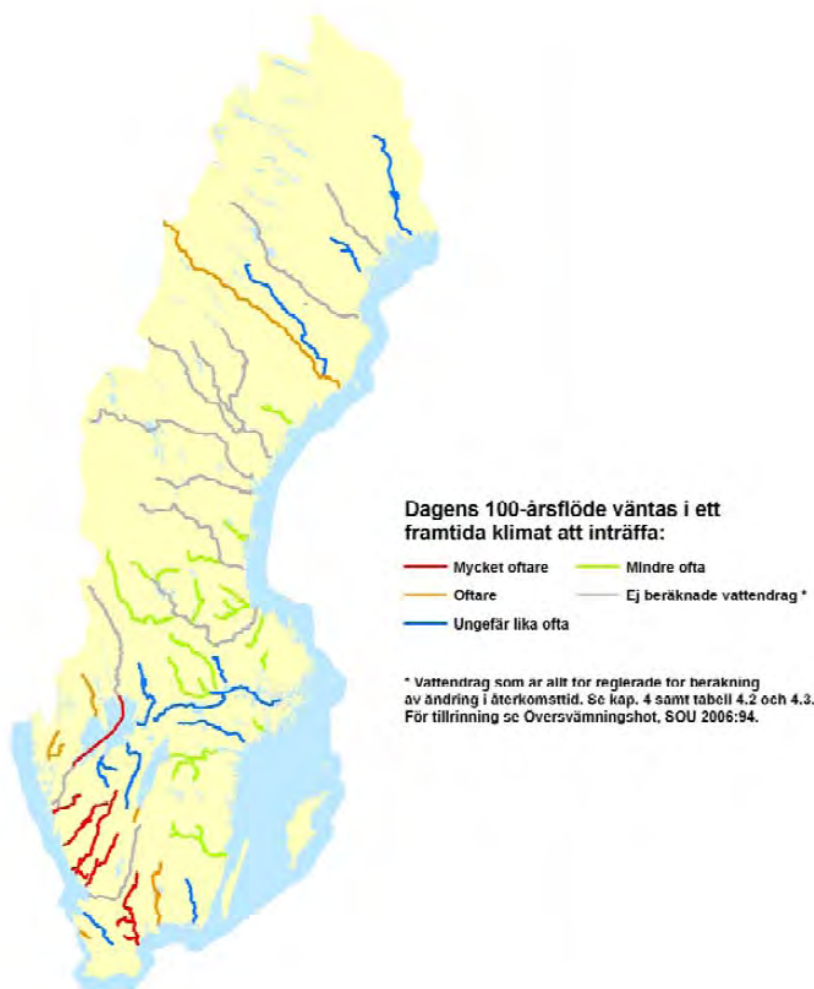 Dagens 100-årsflöde väntas i ett
framtida klimat att inträffa:
Mycket oftare
Mindre ofta
Oftare
Ej beräknade vattendrag *
Ungefär lika ofta
* Vattendrag som är allt för reglerade för beräkning
av ändring i återkomsttid. Se kap. 4 samt tabell 4.2 och 4.3.
För tillrinning se Översvämningshot, SOU 2006:94.